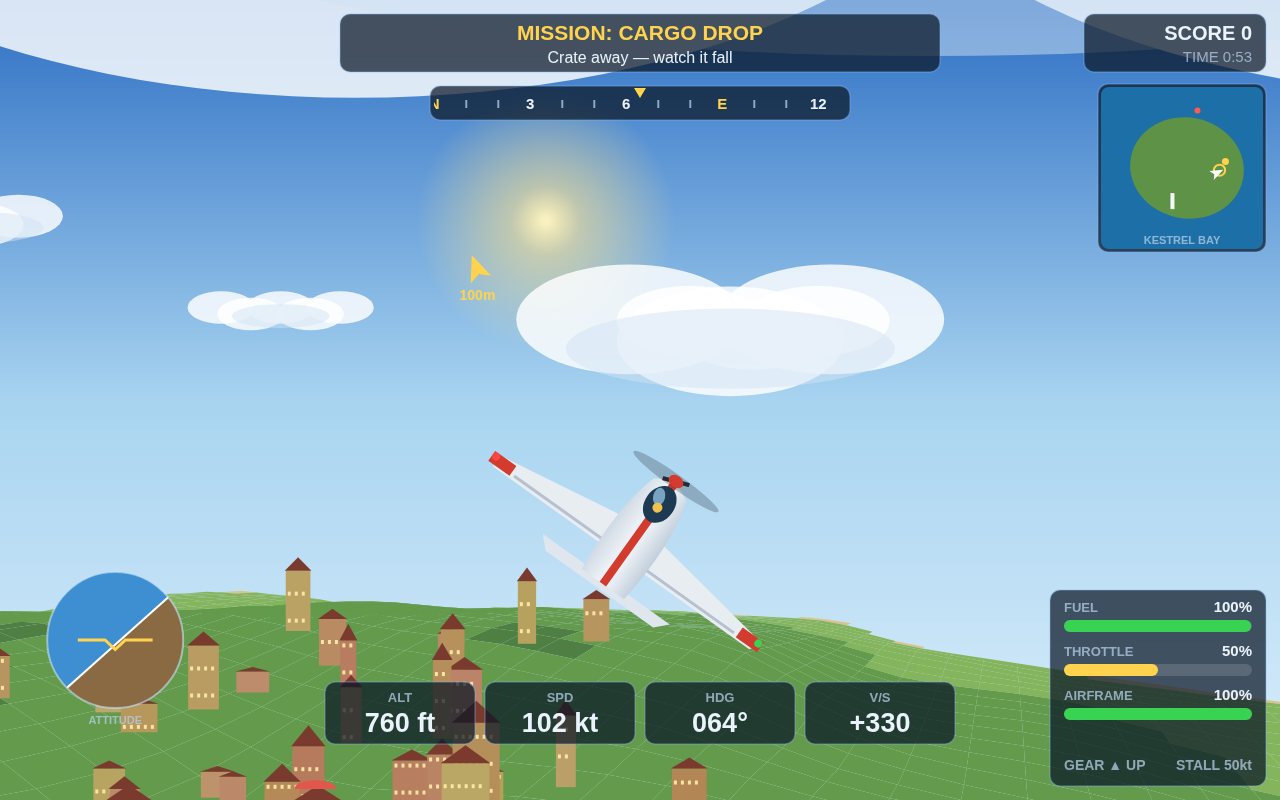 MISSION: CARGO DROP
Crate away — watch it fall
SCORE 0
TIME 0:53
N 3 6 E 12
KESTREL BAY
100m
ATTITUDE
ALT
760 ft
SPD
102 kt
HDG
064°
V/S
+330
FUEL 100%
THROTTLE 50%
AIRFRAME 100%
GEAR ▲ UP STALL 50kt